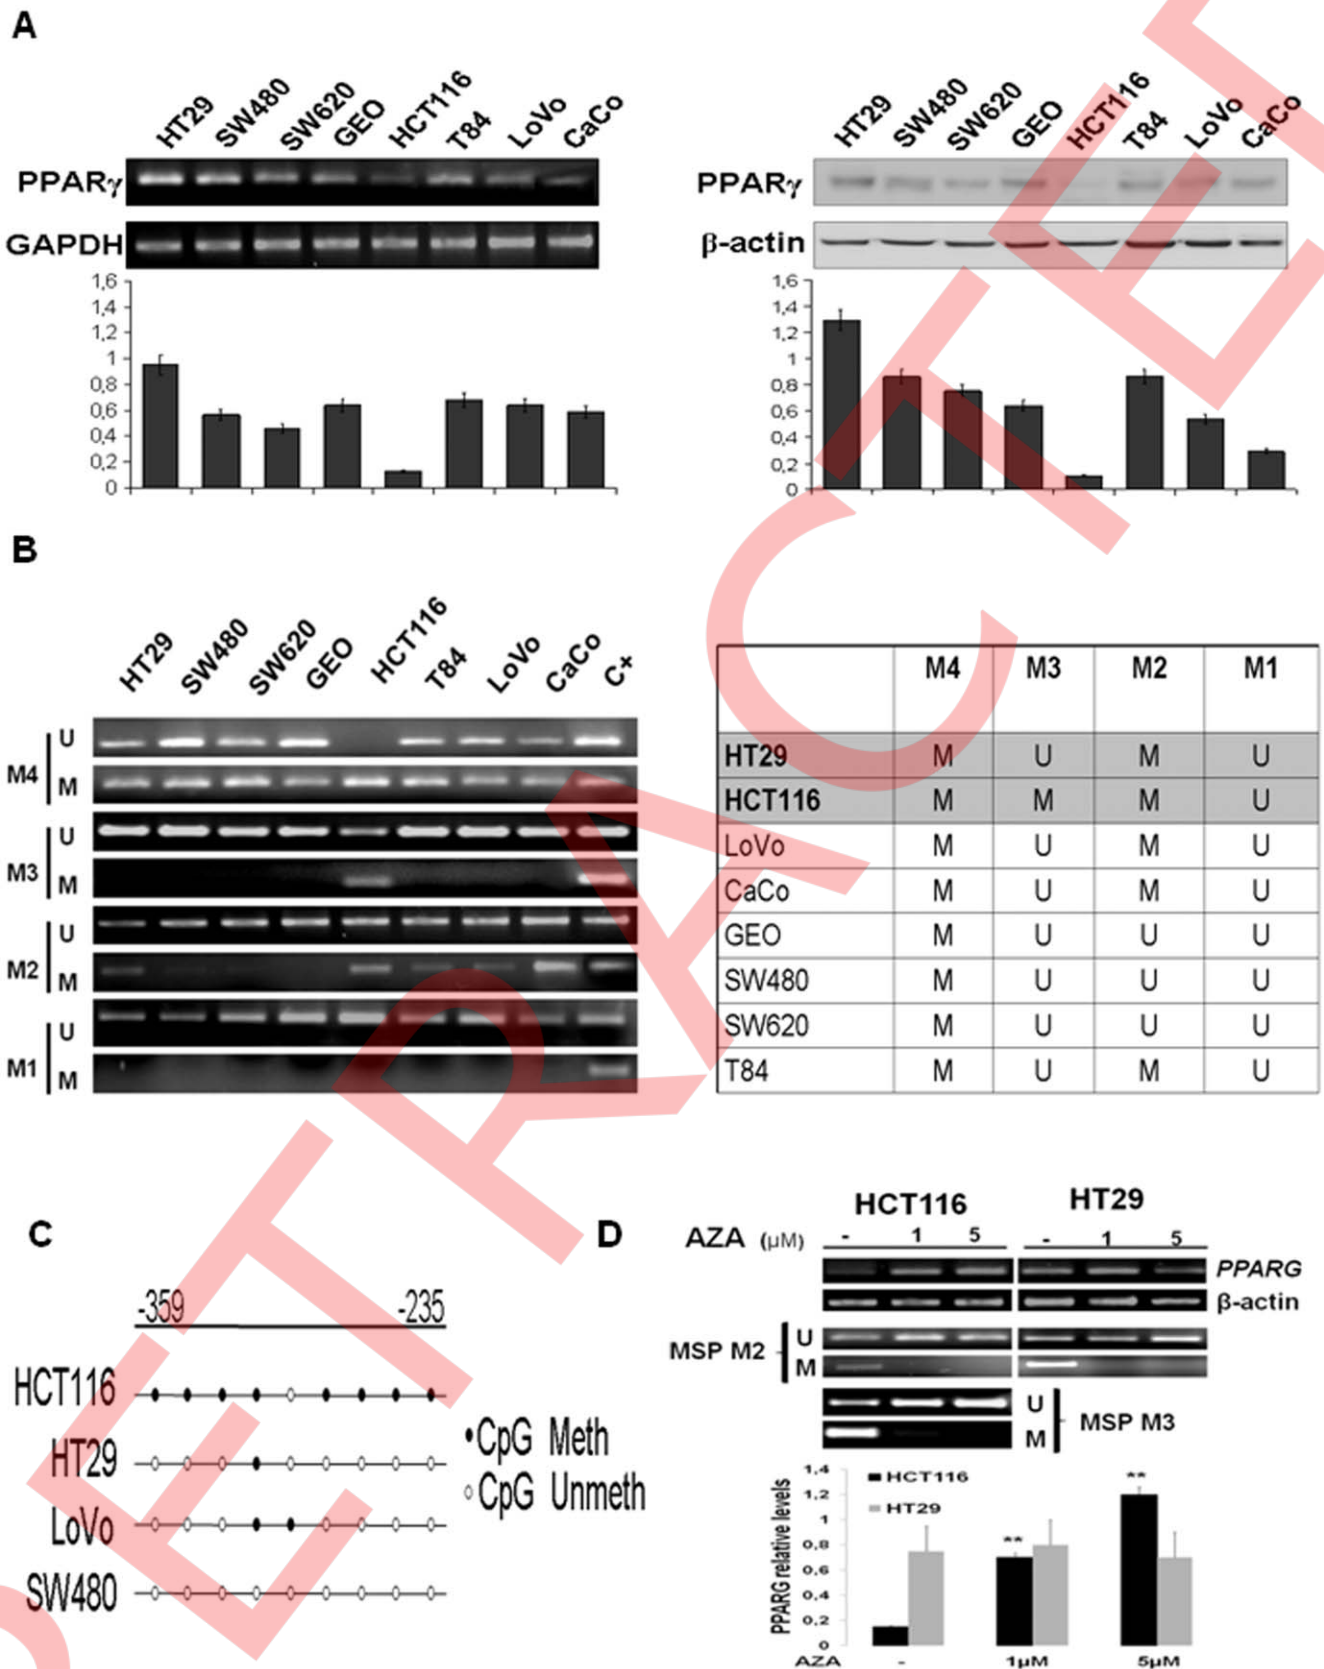 A
HT29 SW480 SW620 GEO HCT116 T84 LoVo CaCo
PPARγ
GAPDH
1,6
1,4
1,2
1
0,8
0,6
0,4
0,2
0
HT29 SW480 SW620 GEO HCT116 T84 LoVo CaCo
PPARγ
β-actin
1,6
1,4
1,2
1
0,8
0,6
0,4
0,2
0
B
HT29 SW480 SW620 GEO HCT116 T84 LoVo CaCo C+
M4 U
M
M3 U
M
M2 U
M
M1 U
M
M4 M3 M2 M1
HT29 M U M U
HCT116 M M M U
LoVo M U M U
CaCo M U M U
GEO M U U U
SW480 M U U U
SW620 M U U U
T84 M U M U
C
-359 -235
HCT116
HT29
LoVo
SW480
CpG Meth
CpG Unmeth
D
HCT116 HT29
AZA (μM) - 1 5 - 1 5
PPARG
β-actin
MSP M2 U
M
U
M
MSP M3
PPARG relative levels
1,4
1,2
1
0,8
0,6
0,4
0,2
0
HCT116
HT29
** **
AZA - 1μM 5μM
RETRACTED